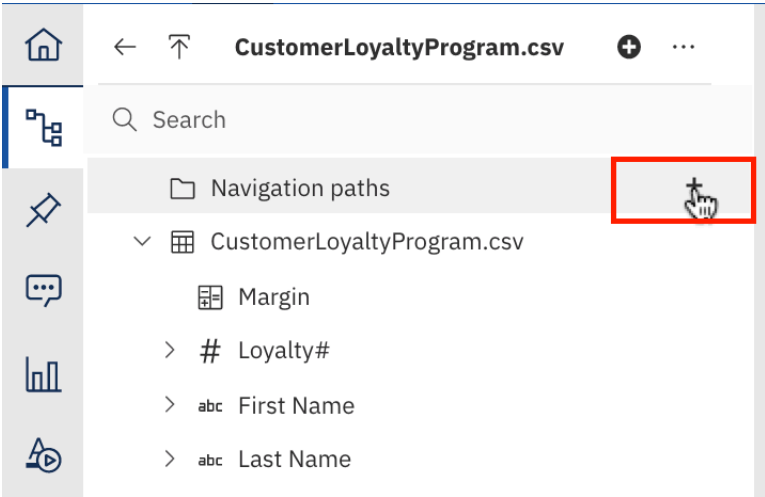 CustomerLoyaltyProgram.csv
Search
Navigation paths
CustomerLoyaltyProgram.csv
Margin
# Loyalty#
abc First Name
abc Last Name